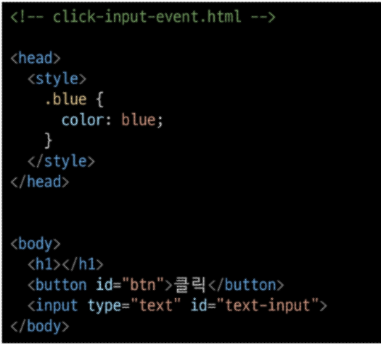 <!-- click-input-event.html -->
<head>
  <style>
    .blue {
      color: blue;
    }
  </style>
</head>
<body>
  <h1></h1>
  <button id="btn">클릭</button>
  <input type="text" id="text-input">
</body>